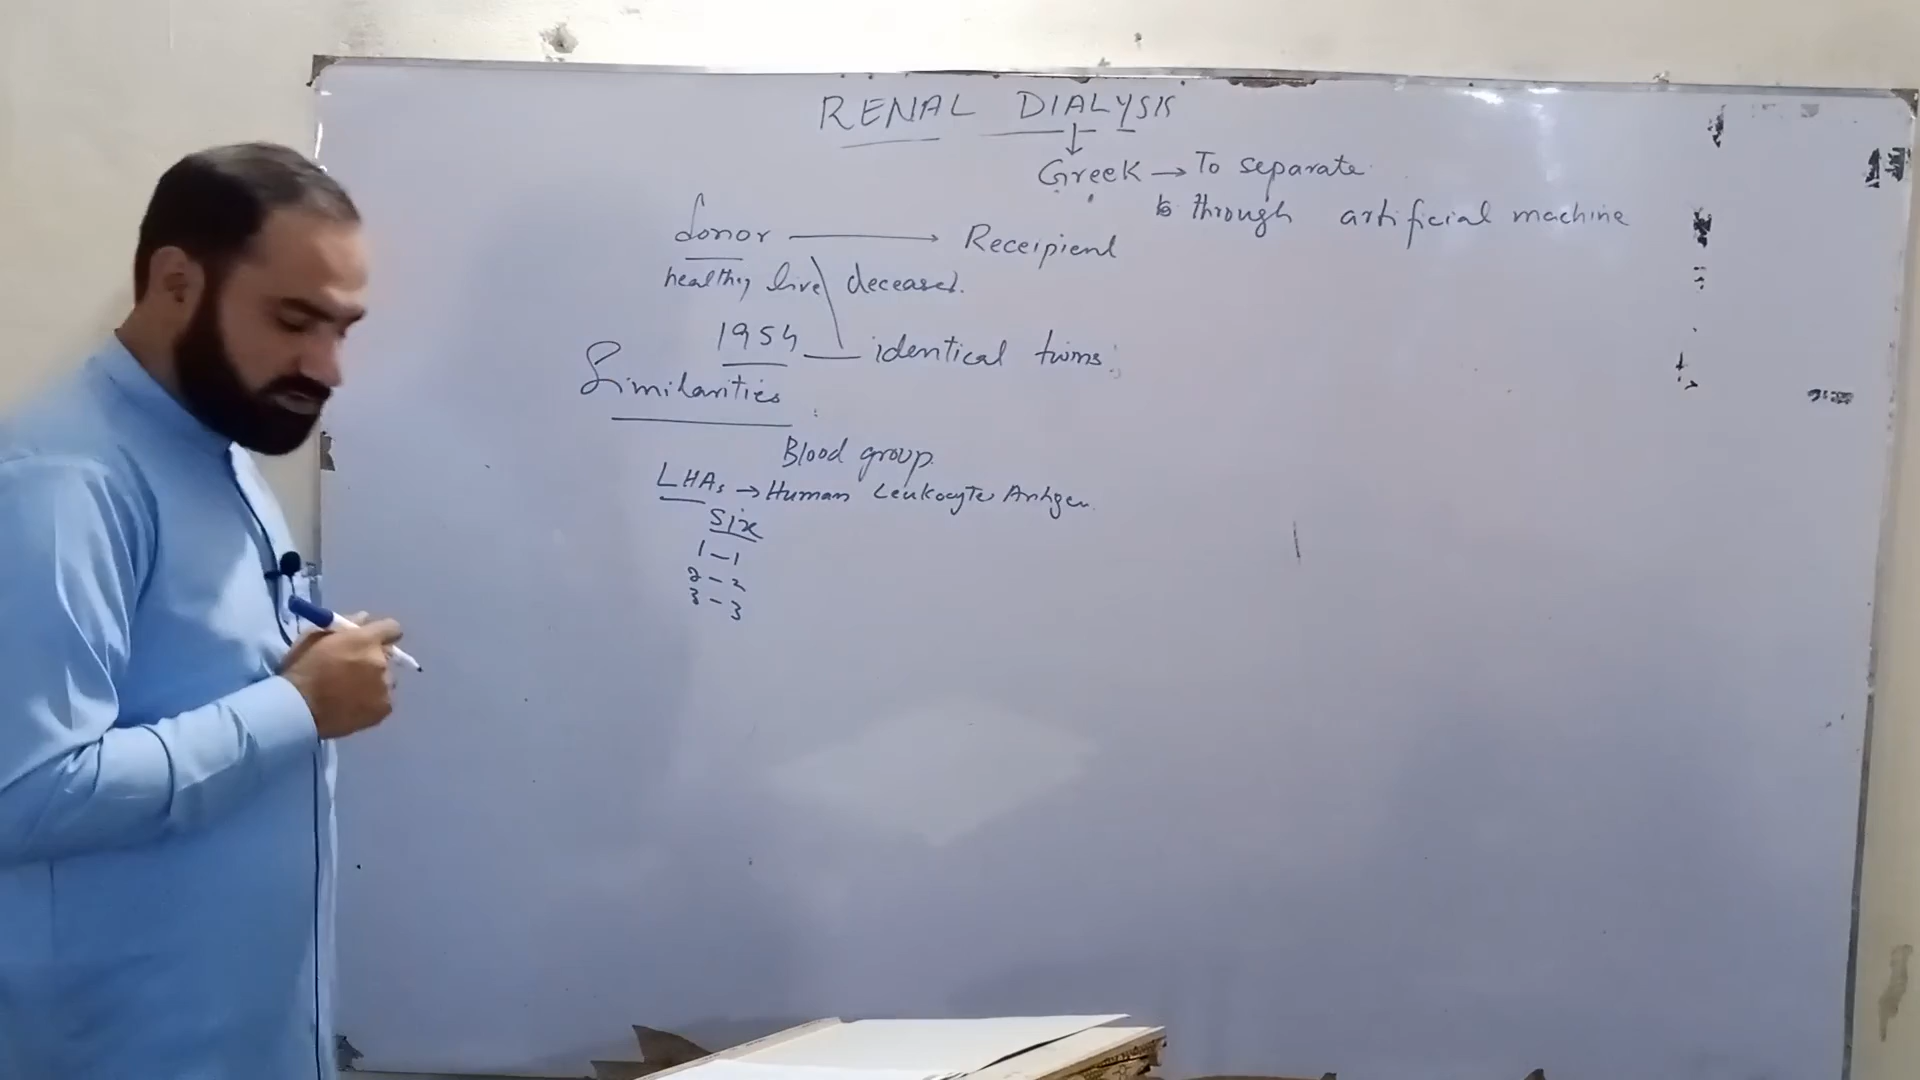 RENAL DIALYSIS
Greek → To separate
through artificial machine
donor → Receipient
healthy live deceased.
1954 — identical twins.
Similarities
Blood group.
LHAs → Human Leukocyte Antigen.
Six
1 – 1
2 – 2
3 – 3